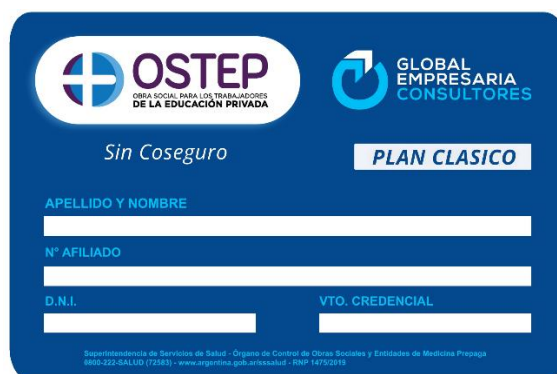 OSTEP
OBRA SOCIAL PARA LOS TRABAJADORES
DE LA EDUCACIÓN PRIVADA
GLOBAL
EMPRESARIA
CONSULTORES
Sin Coseguro
PLAN CLASICO
APELLIDO Y NOMBRE
N° AFILIADO
D.N.I.
VTO. CREDENCIAL
Superintendencia de Servicios de Salud - Órgano de Control de Obras Sociales y Entidades de Medicina Prepaga
0800-222-SALUD (72583) - www.argentina.gob.ar/sssalud - RNP 1475/2019